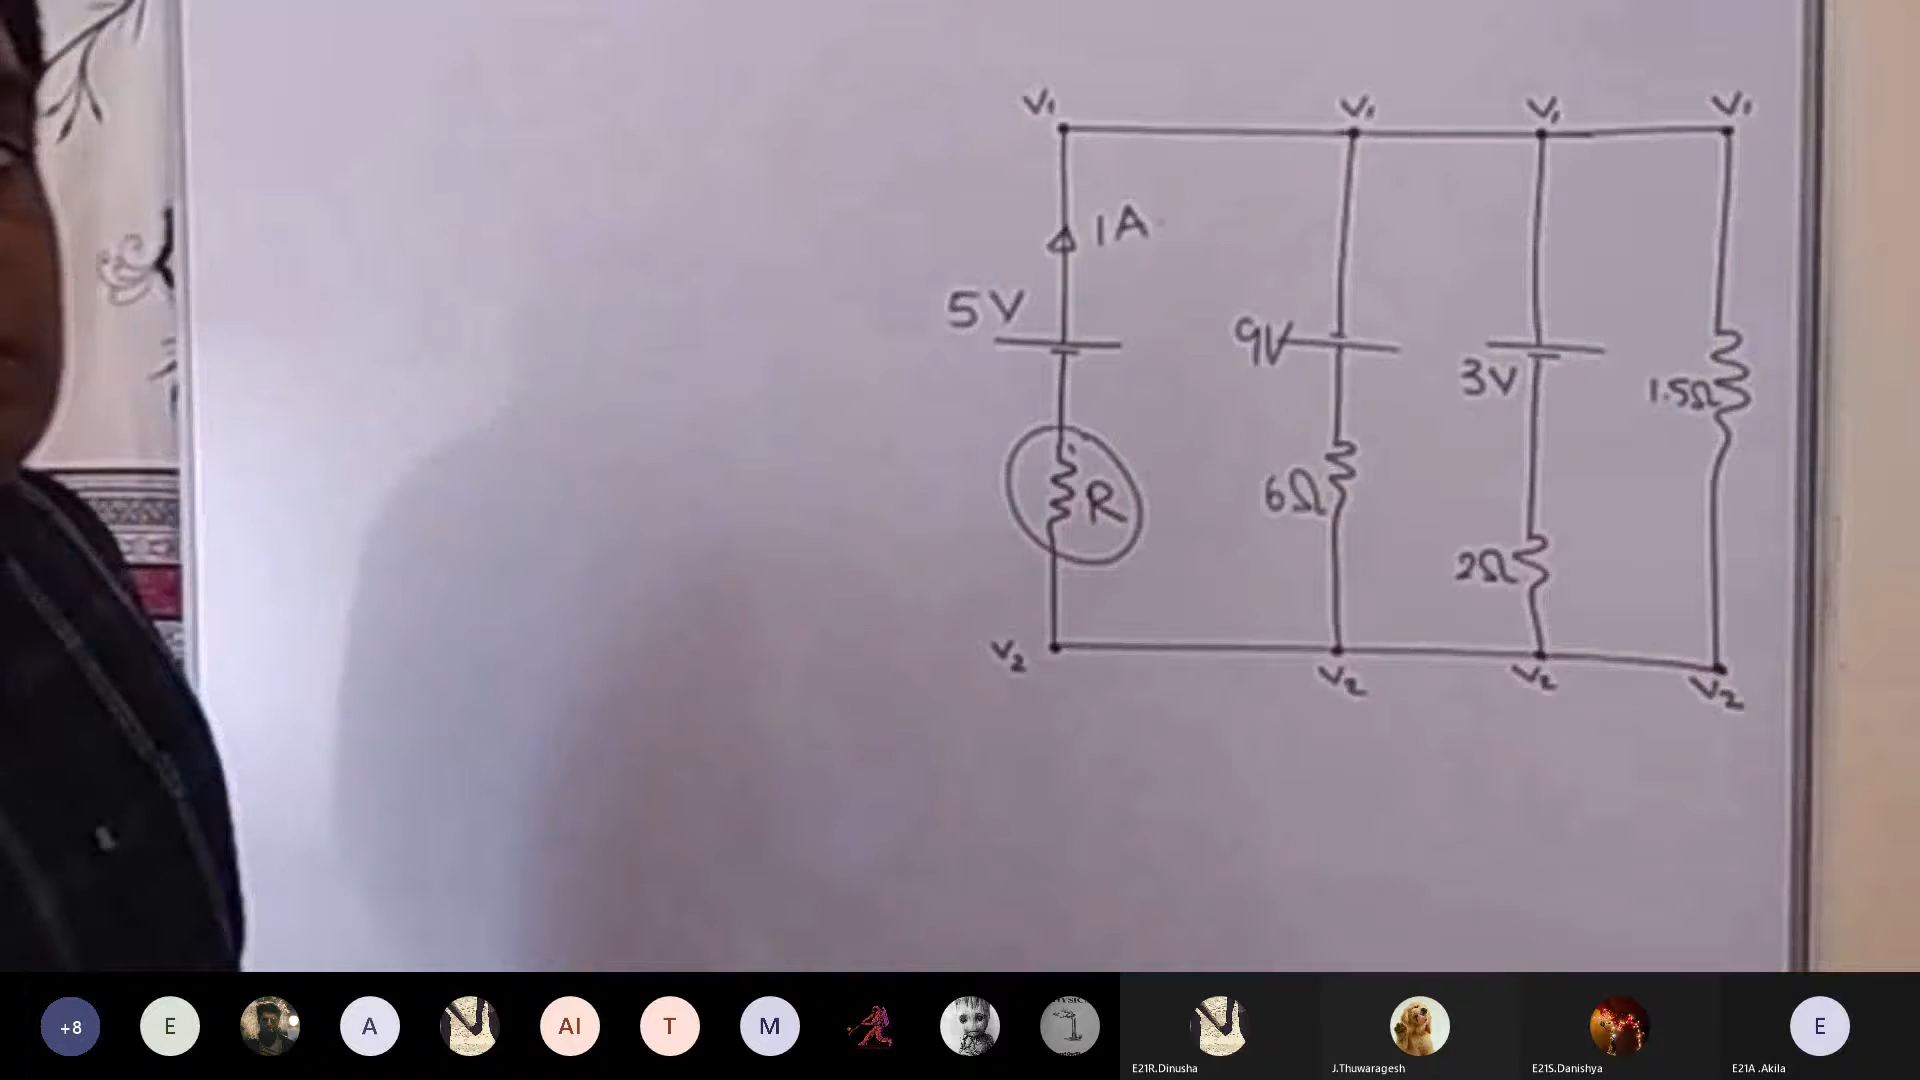 V₁ V₁ V₁ V₁
1A
5V
9V
3V
1.5Ω
R
6Ω
2Ω
V₂ V₂ V₂ V₂
+8 E A AI T M E
E21R.Dinusha J.Thuwaragesh E21S.Danishya E21A .Akila